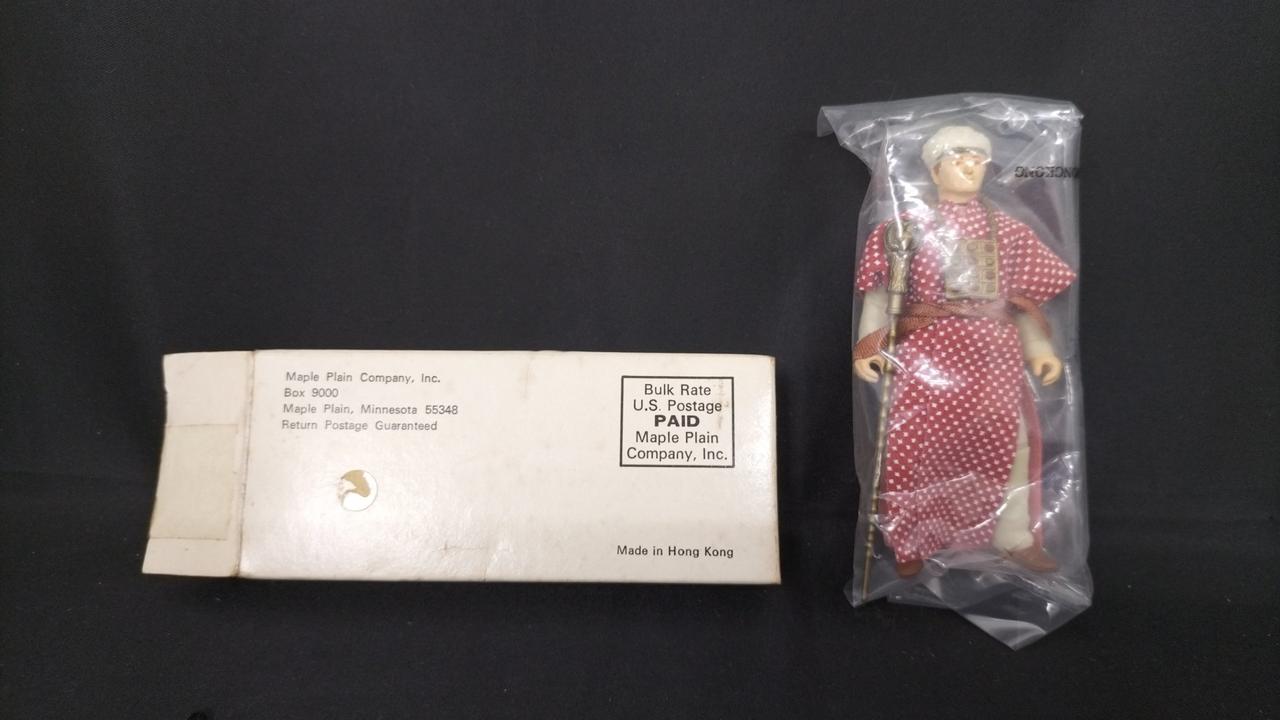 Maple Plain Company, Inc.
Box 9000
Maple Plain, Minnesota 55348
Return Postage Guaranteed
Bulk Rate
U.S. Postage
PAID
Maple Plain
Company, Inc.
Made in Hong Kong